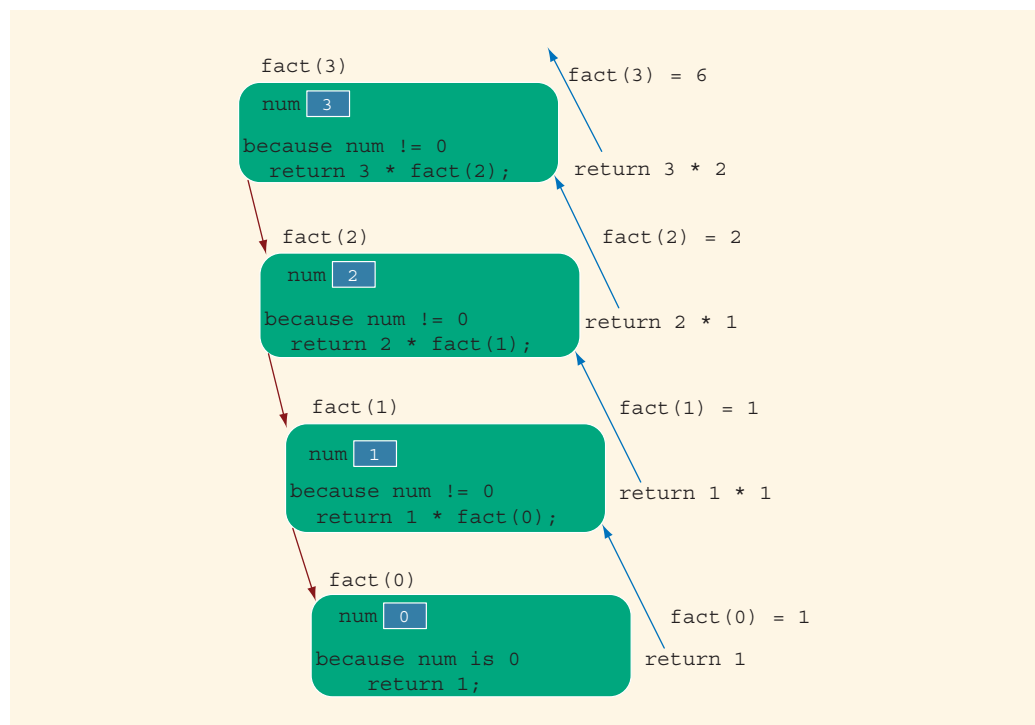 fact(3)
fact(3) = 6
num 3
because num != 0
return 3 * fact(2);
return 3 * 2
fact(2)
fact(2) = 2
num 2
because num != 0
return 2 * fact(1);
return 2 * 1
fact(1)
fact(1) = 1
num 1
because num != 0
return 1 * fact(0);
return 1 * 1
fact(0)
fact(0) = 1
num 0
because num is 0
return 1;
return 1